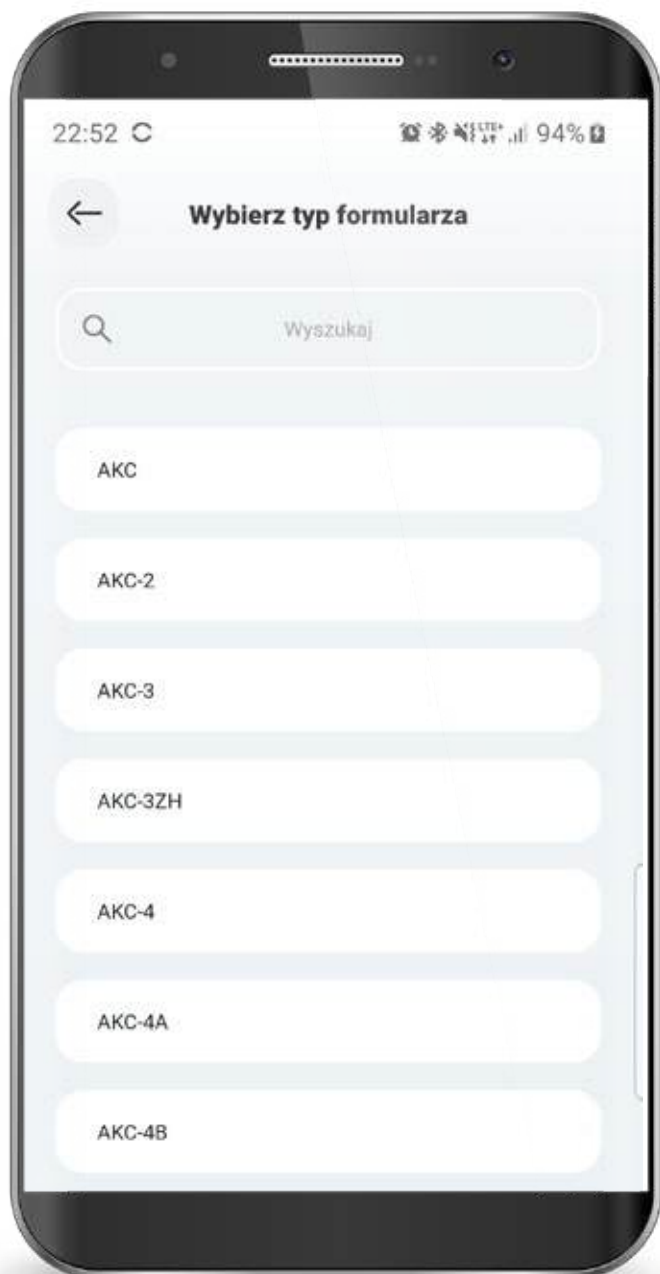 22:52
LTE+ 94%
Wybierz typ formularza
Wyszukaj
AKC
AKC-2
AKC-3
AKC-3ZH
AKC-4
AKC-4A
AKC-4B